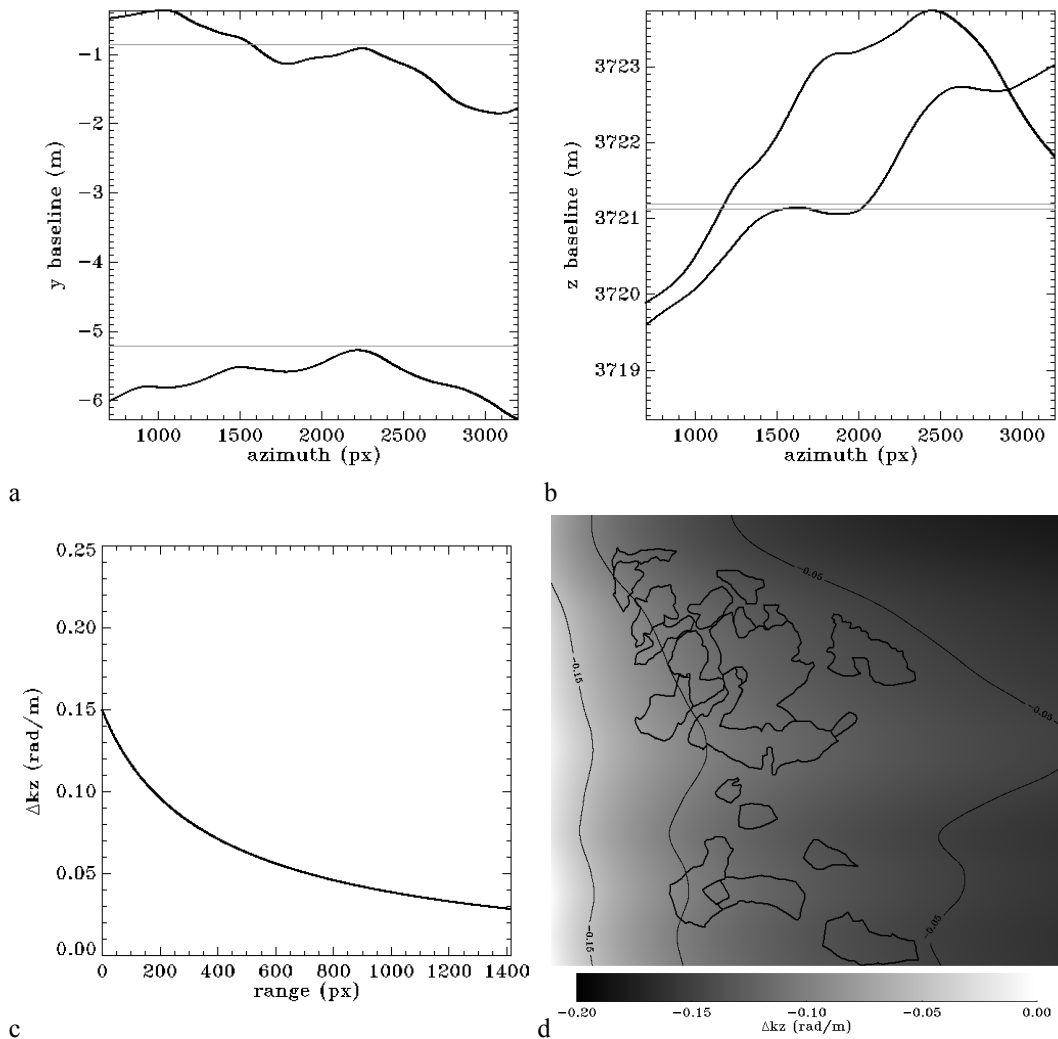 −1
−2
−3
−4
−5
−6
y baseline (m)
1000 1500 2000 2500 3000
azimuth (px)
a
3723
3722
3721
3720
3719
z baseline (m)
1000 1500 2000 2500 3000
azimuth (px)
b
0.25
0.20
0.15
0.10
0.05
0.00
Δkz (rad/m)
0 200 400 600 800 1000 1200 1400
range (px)
c
−0.05
−0.15
−0.05
−0.15
−0.05
−0.20 −0.15 −0.10 −0.05 0.00
Δkz (rad/m)
d